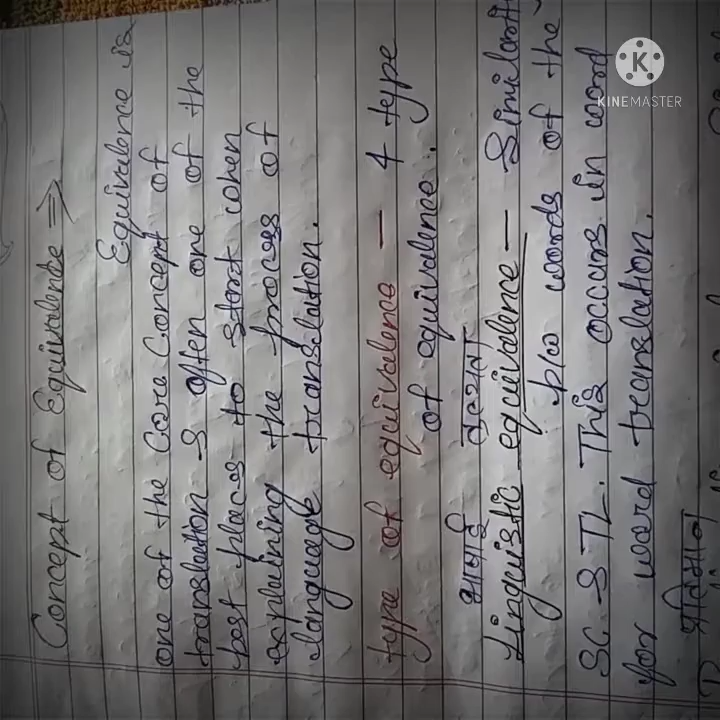 Concept of Equivalence ⇒
Equivalence is
one of the Core Concept of
translation & often one of the
best places to start when
explaining the process of
language translation.
type of equivalence — 4 type
of equivalence.
भाषाई
Linguistic equivalence — Similarit
b/w words of the
SL & TL. This occurs in word
for word translation.
KINEMASTER